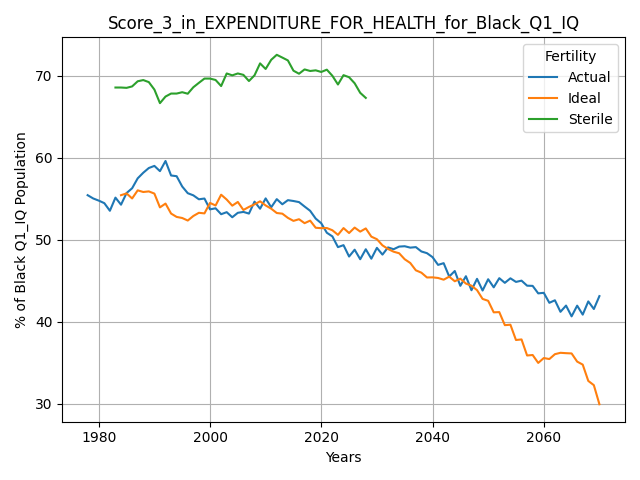 Score_3_in_EXPENDITURE_FOR_HEALTH_for_Black_Q1_IQ
% of Black Q1_IQ Population
70
60
50
40
30
1980
2000
2020
2040
2060
Years
Fertility
Actual
Ideal
Sterile